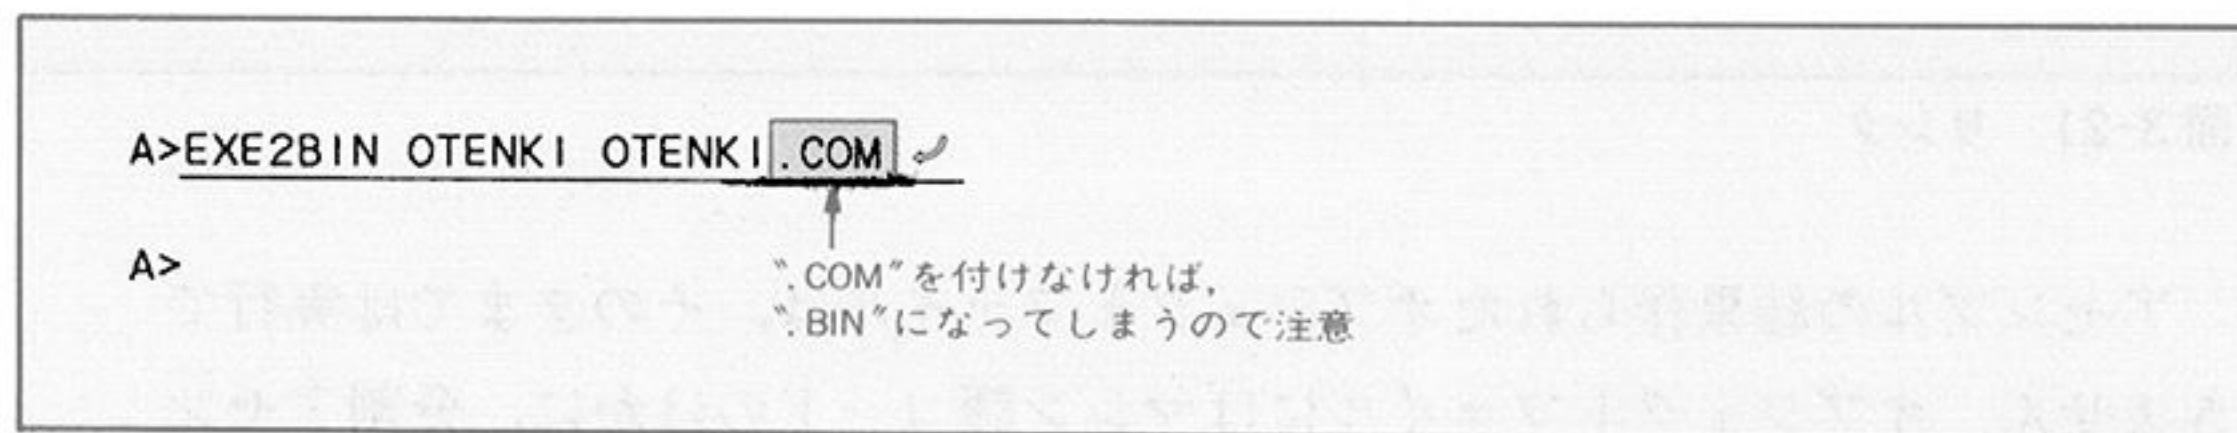 A>EXE2BIN OTENKI OTENKI.COM
A>
〝.COM〞を付けなければ,
〝.BIN〞になってしまうので注意